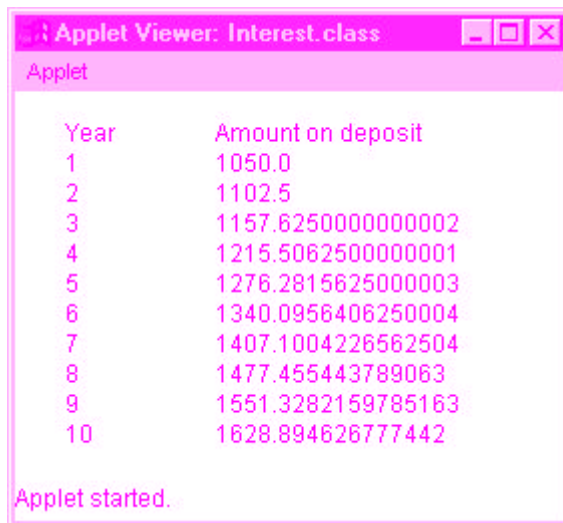 Applet Viewer: Interest.class
Applet
Year Amount on deposit
1 1050.0
2 1102.5
3 1157.6250000000002
4 1215.5062500000001
5 1276.2815625000003
6 1340.0956406250004
7 1407.1004226562504
8 1477.455443789063
9 1551.3282159785163
10 1628.894626777442
Applet started.